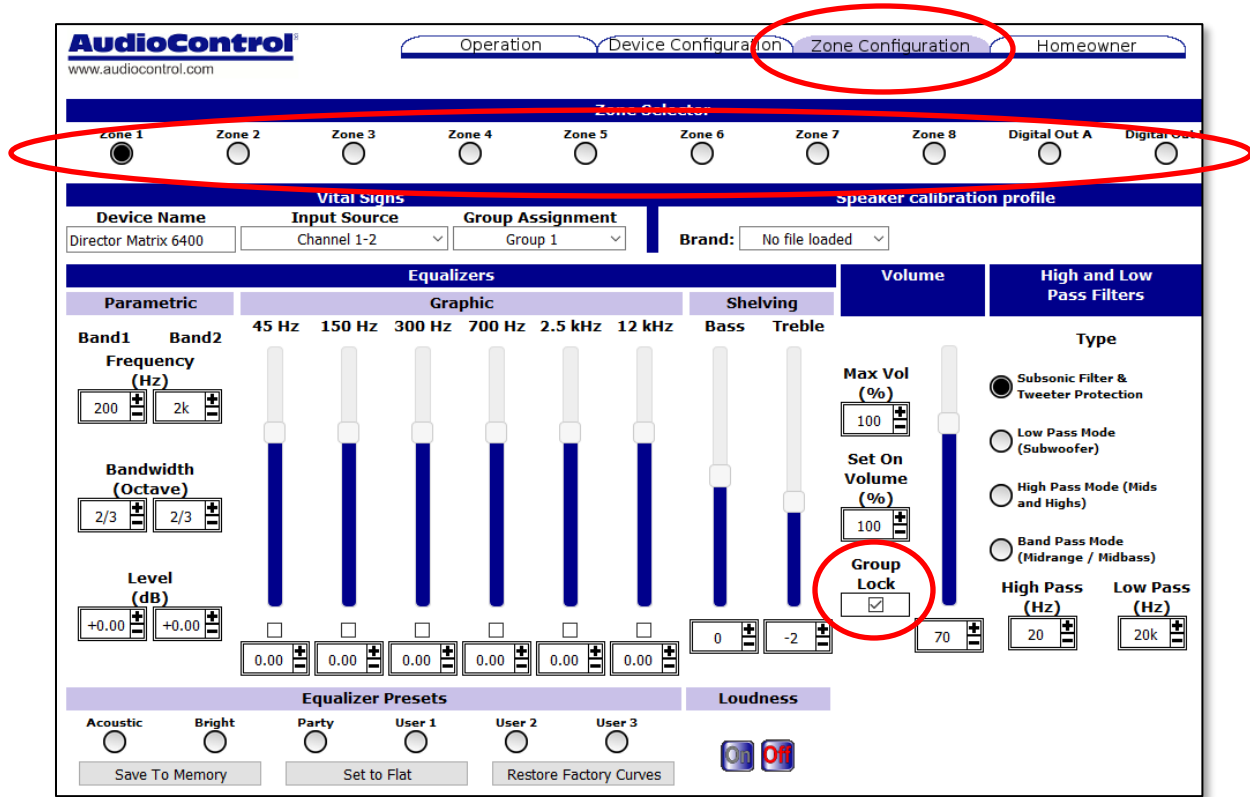 AudioControl®
www.audiocontrol.com
Operation Device Configuration Zone Configuration Homeowner
Zone Selector
Zone 1 Zone 2 Zone 3 Zone 4 Zone 5 Zone 6 Zone 7 Zone 8 Digital Out A Digital Out
Vital Signs Speaker calibration profile
Device Name Input Source Group Assignment
Director Matrix 6400 Channel 1-2 Group 1 Brand: No file loaded
Equalizers Volume High and Low
Pass Filters
Parametric Graphic Shelving
45 Hz 150 Hz 300 Hz 700 Hz 2.5 kHz 12 kHz Bass Treble
Band1 Band2 Type
Frequency
(Hz)
200 2k
Max Vol
(%)
100
Subsonic Filter &
Tweeter Protection
Low Pass Mode
(Subwoofer)
Bandwidth
(Octave)
2/3 2/3
Set On
Volume
(%)
100
High Pass Mode (Mids
and Highs)
Band Pass Mode
(Midrange / Midbass)
Level
(dB)
+0.00 +0.00
Group
Lock
High Pass Low Pass
(Hz) (Hz)
0.00 0.00 0.00 0.00 0.00 0.00 0 -2 70 20 20k
Equalizer Presets Loudness
Acoustic Bright Party User 1 User 2 User 3
On Off
Save To Memory Set to Flat Restore Factory Curves